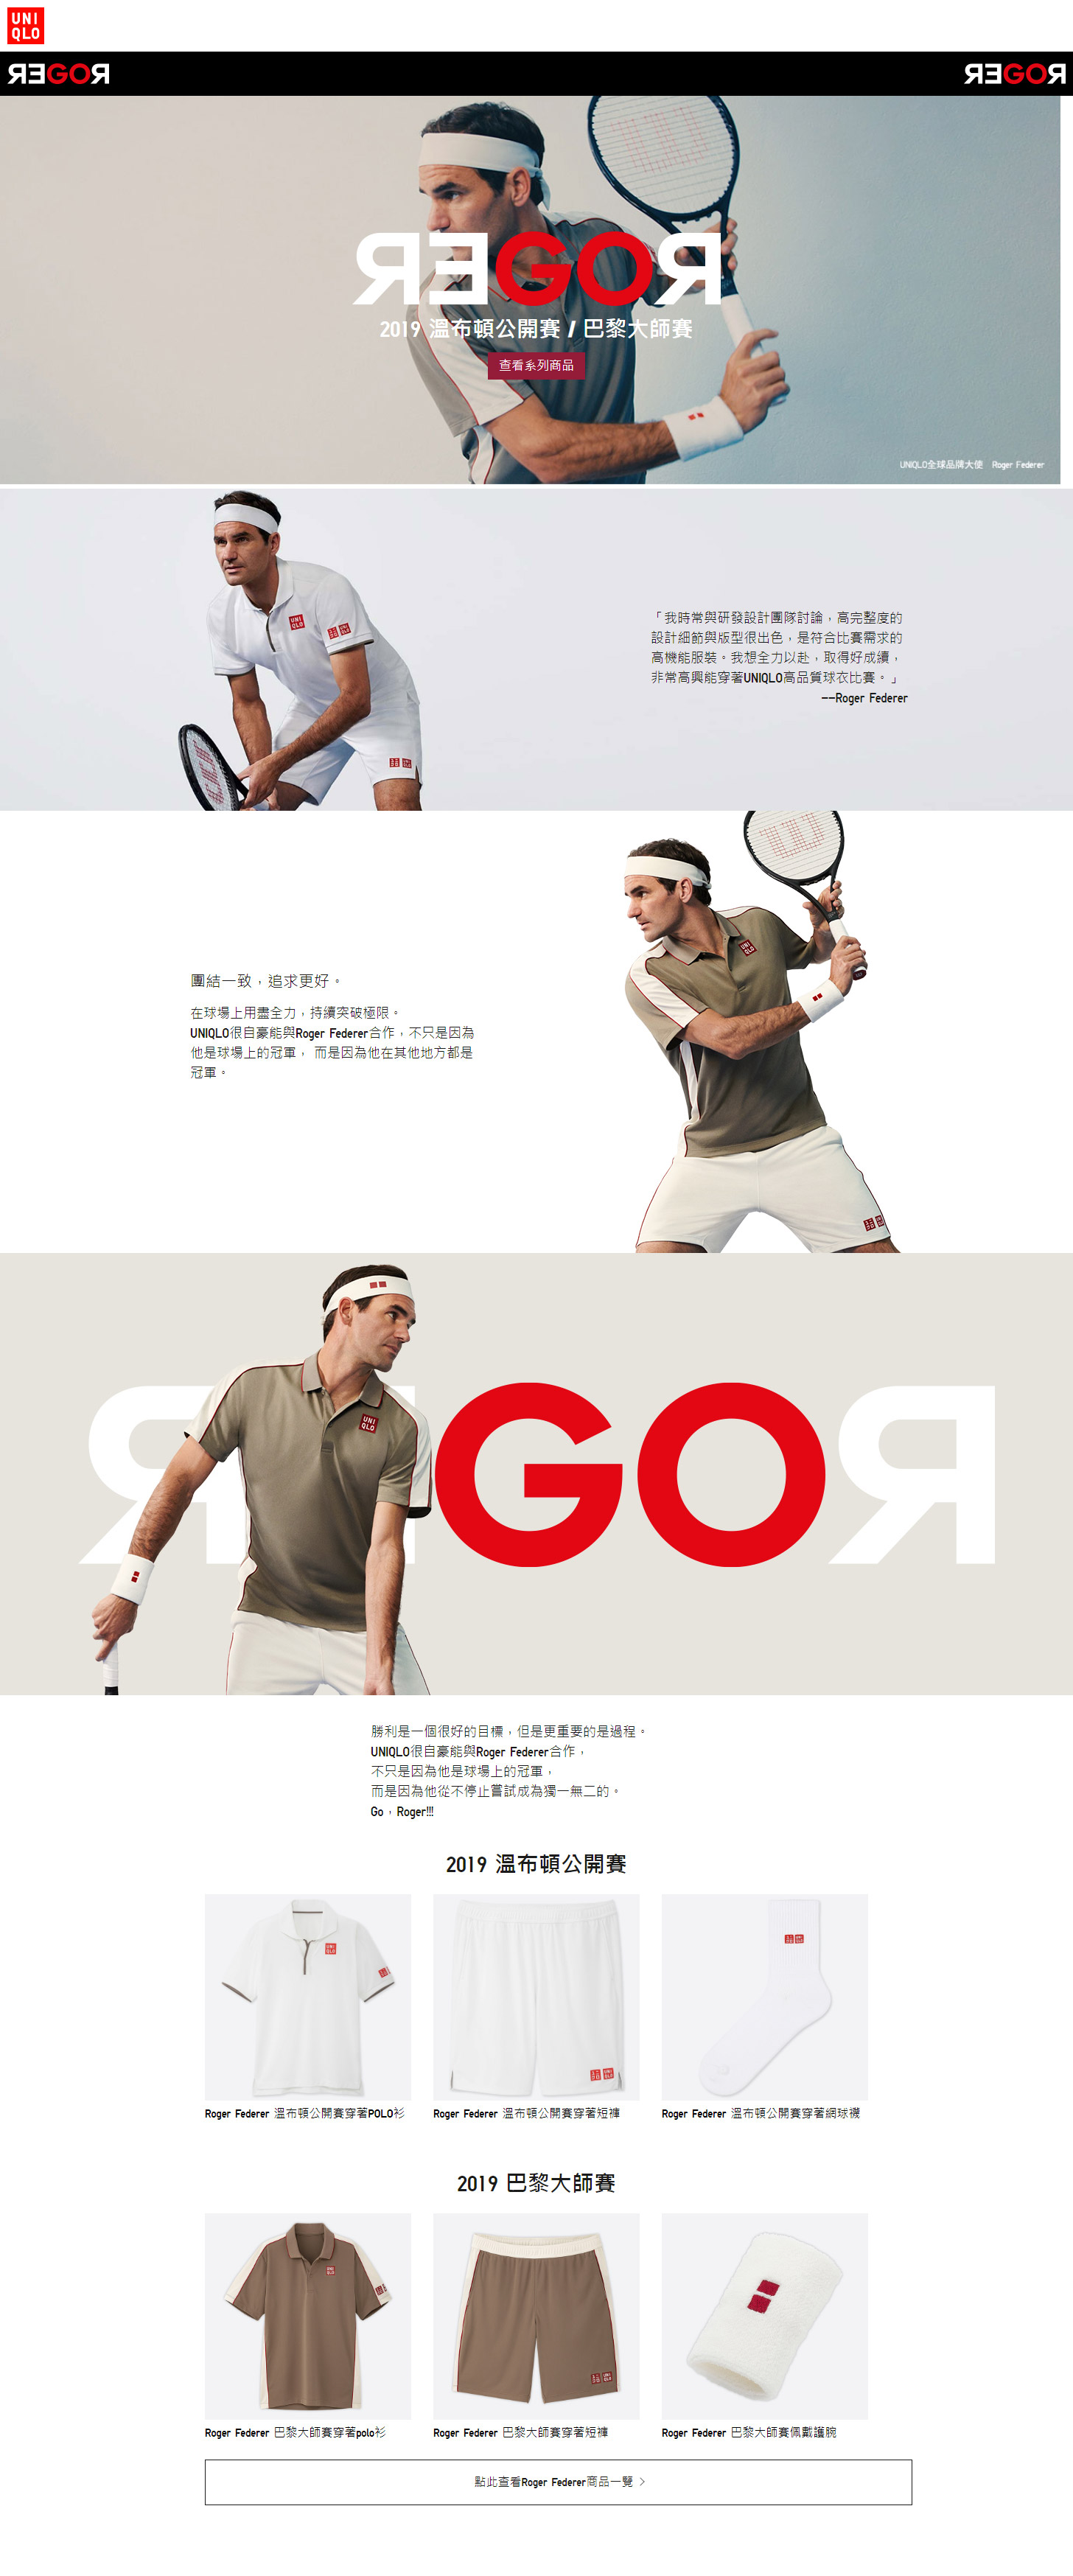 UNI
QLO
ЯƎGOЯ
ЯƎGOЯ
ЯƎGOЯ
2019 溫布頓公開賽 / 巴黎大師賽
查看系列商品
UNIQLO全球品牌大使 Roger Federer
UNI
QLO
「我時常與研發設計團隊討論，高完整度的
設計細節與版型很出色，是符合比賽需求的
高機能服裝。我想全力以赴，取得好成績，
非常高興能穿著UNIQLO高品質球衣比賽。」
——Roger Federer
UNI
QLO
團結一致，追求更好。
在球場上用盡全力，持續突破極限。
UNIQLO很自豪能與Roger Federer合作，不只是因為
他是球場上的冠軍， 而是因為他在其他地方都是
冠軍。
UNI
QLO
ЯƎGOЯ
勝利是一個很好的目標，但是更重要的是過程。
UNIQLO很自豪能與Roger Federer合作，
不只是因為他是球場上的冠軍，
而是因為他從不停止嘗試成為獨一無二的。
Go，Roger!!!
2019 溫布頓公開賽
UNI
QLO
Roger Federer 溫布頓公開賽穿著POLO衫
Roger Federer 溫布頓公開賽穿著短褲
Roger Federer 溫布頓公開賽穿著網球襪
2019 巴黎大師賽
UNI
QLO
Roger Federer 巴黎大師賽穿著polo衫
Roger Federer 巴黎大師賽穿著短褲
Roger Federer 巴黎大師賽佩戴護腕
點此查看Roger Federer商品一覽 >